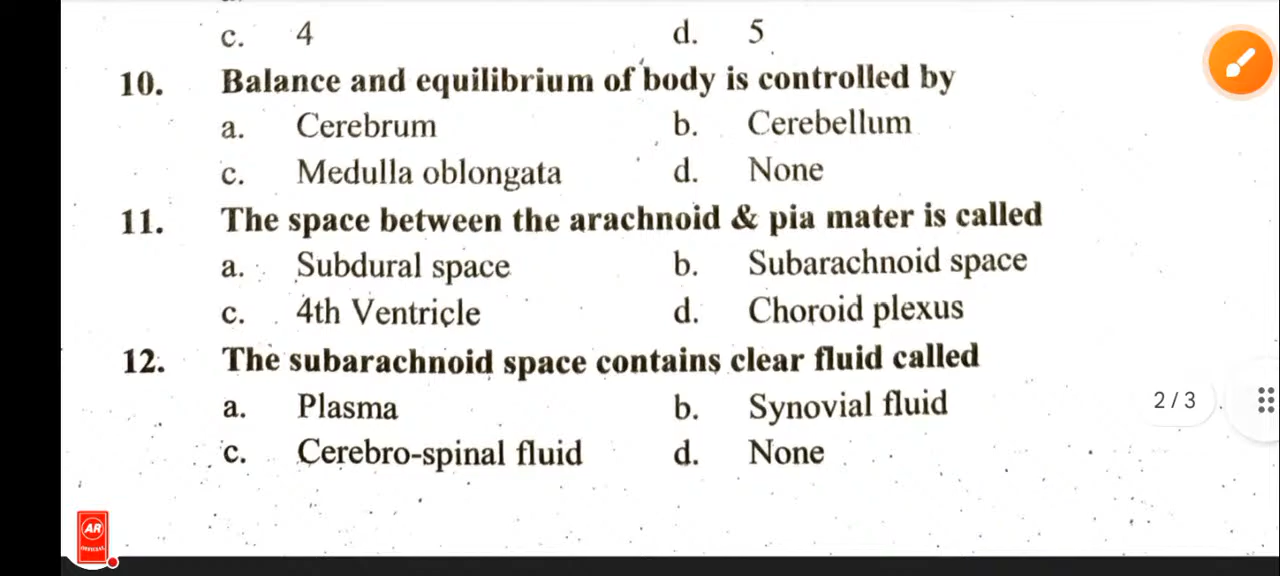 c. 4 d. 5
10. Balance and equilibrium of body is controlled by
a. Cerebrum b. Cerebellum
c. Medulla oblongata d. None
11. The space between the arachnoid & pia mater is called
a. Subdural space b. Subarachnoid space
c. 4th Ventricle d. Choroid plexus
12. The subarachnoid space contains clear fluid called
a. Plasma b. Synovial fluid
2 / 3
c. Cerebro-spinal fluid d. None
AR
OFFICIAL